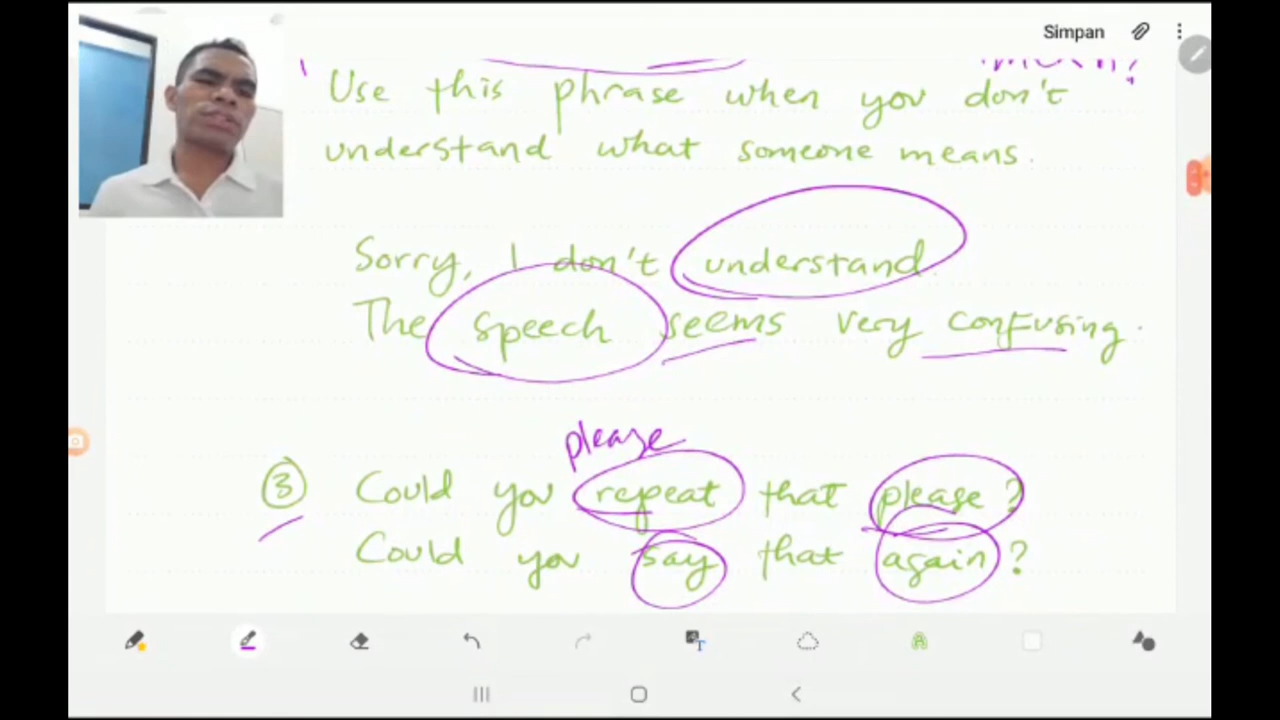 Simpan
Use this phrase when you don't
understand what someone means.
Sorry, I don't understand.
The speech seems very confusing.
please
3 Could you repeat that please?
Could you say that again?